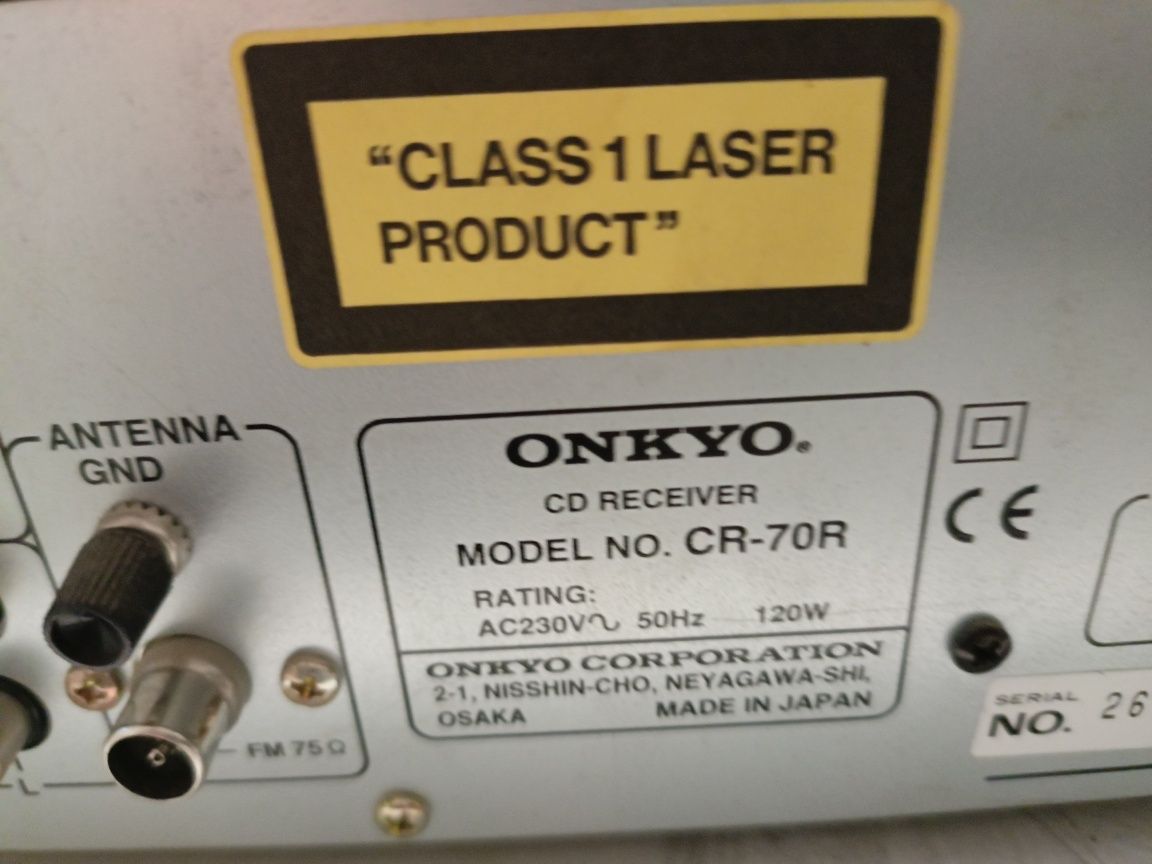 “CLASS 1 LASER
PRODUCT”
ANTENNA
GND
FM 75 Ω
L
ONKYO®
CD RECEIVER
MODEL NO. CR-70R
RATING:
AC230V∿ 50Hz 120W
ONKYO CORPORATION
2-1, NISSHIN-CHO, NEYAGAWA-SHI,
OSAKA MADE IN JAPAN
CE
SERIAL
NO. 26